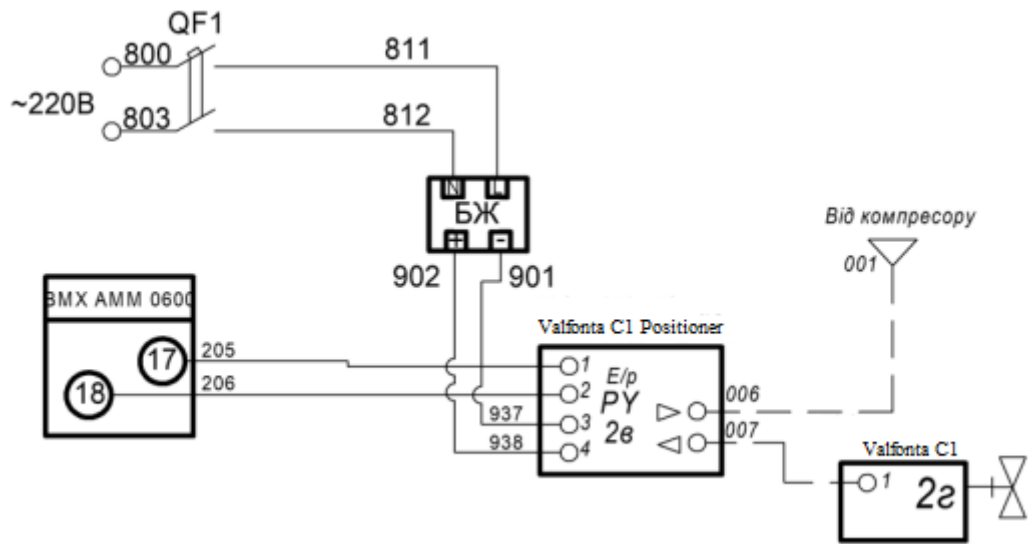 QF1
800
811
~220В
803
812
N L
БЖ
+ -
902 901
Від компресору
001
BMX AMM 0600
Valfonta C1 Positioner
17 205
18 206
1
E/p
2
PY
006
937 3
2в
007
938 4
Valfonta C1
1 2г